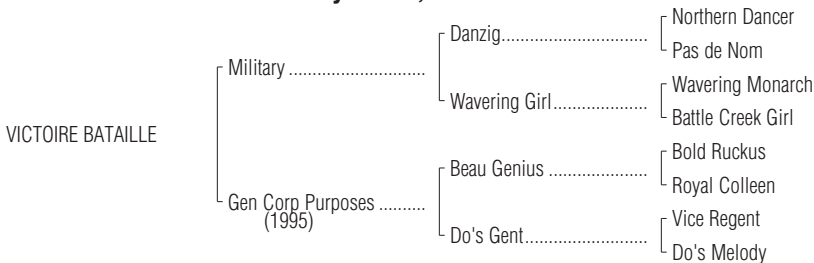 Northern Dancer
Danzig..............................
Pas de Nom
Military .............................
Wavering Monarch
Wavering Girl....................
Battle Creek Girl
VICTOIRE BATAILLE
Bold Ruckus
Beau Genius .....................
Royal Colleen
Gen Corp Purposes ..........
(1995)
Vice Regent
Do's Gent..........................
Do's Melody